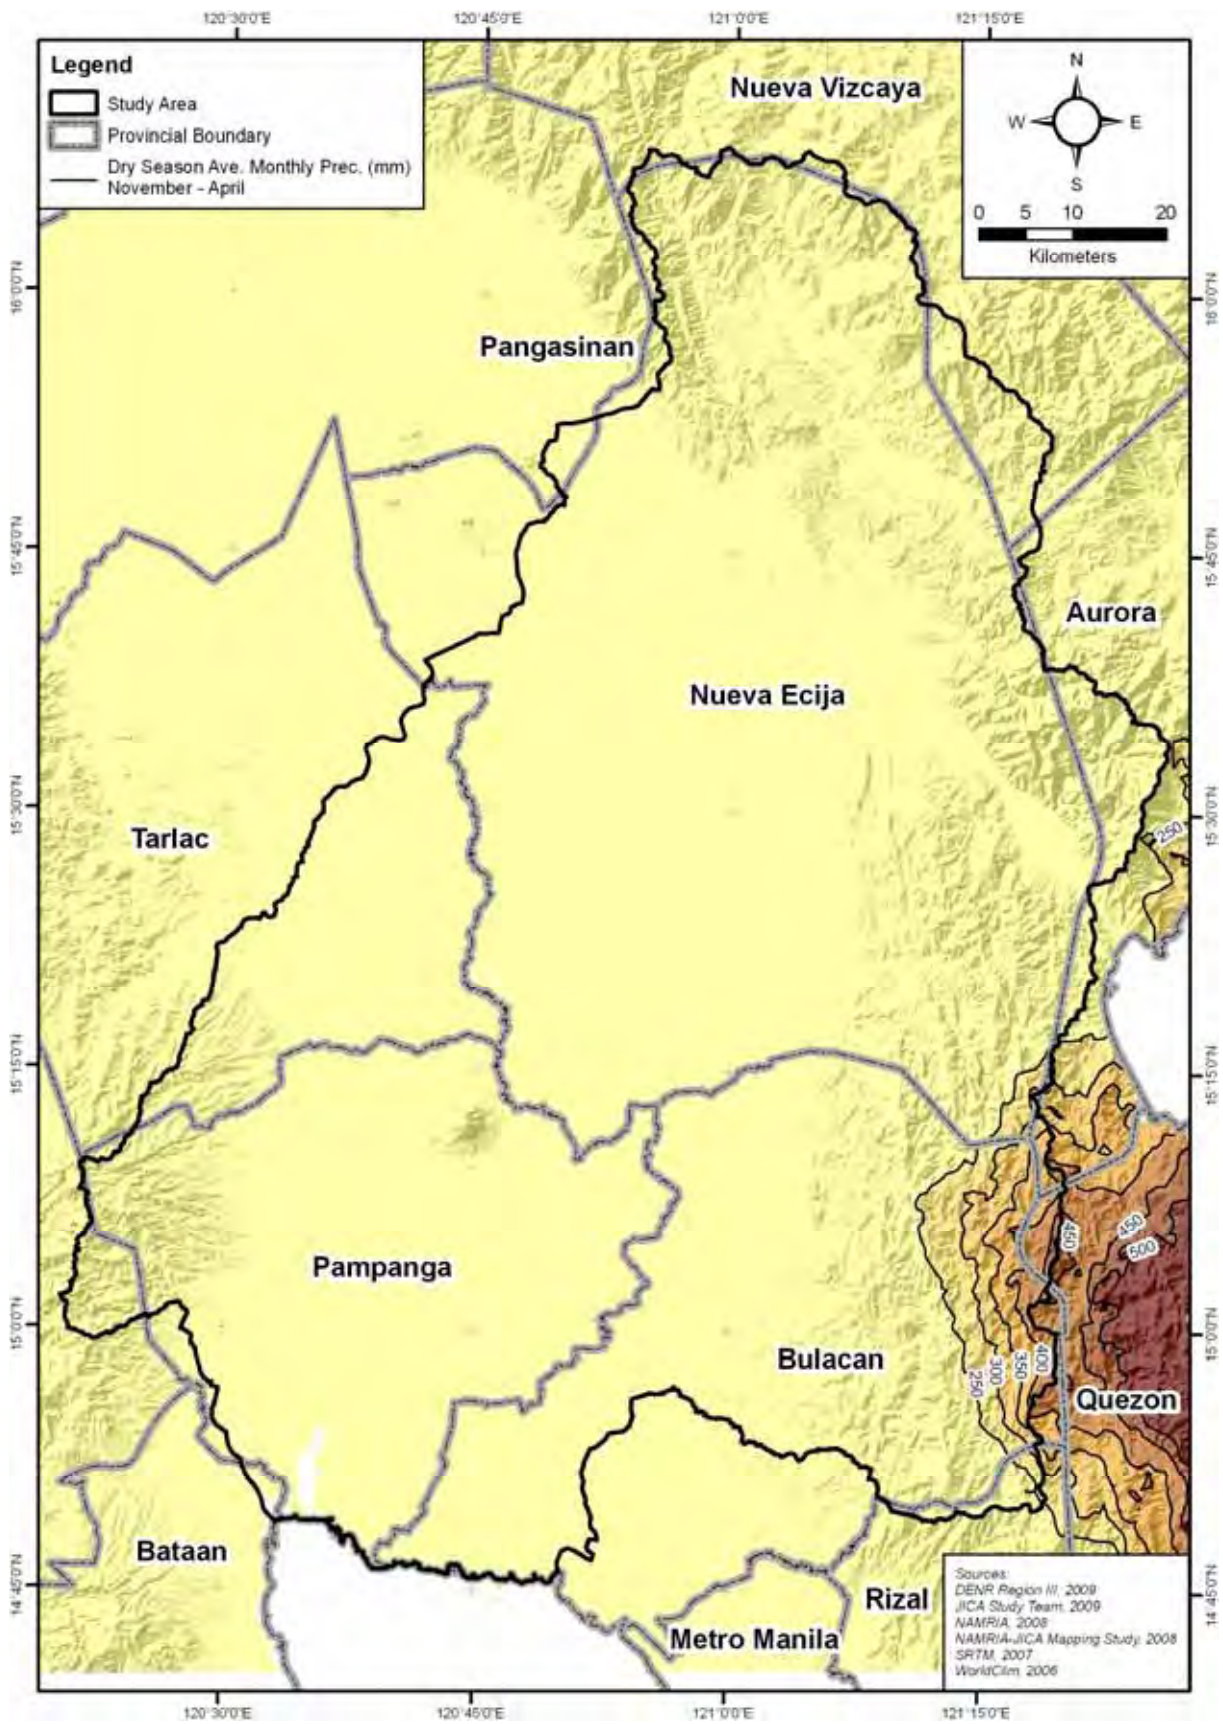 120°30'0"E
120°45'0"E
121°0'0"E
121°15'0"E
Legend
Study Area
Provincial Boundary
Dry Season Ave. Monthly Prec. (mm)
November - April
Nueva Vizcaya
N
W
E
S
0 5 10 20
Kilometers
16°0'0"N
16°0'0"N
Pangasinan
15°45'0"N
15°45'0"N
Aurora
Nueva Ecija
15°30'0"N
15°30'0"N
Tarlac
250
15°15'0"N
15°15'0"N
450
450
500
Pampanga
15°0'0"N
15°0'0"N
Bulacan
250
300
350
400
Quezon
Bataan
Rizal
Metro Manila
14°45'0"N
14°45'0"N
Sources:
DENR Region III, 2009
JICA Study Team, 2009
NAMRIA, 2008
NAMRIA-JICA Mapping Study, 2008
SRTM, 2007
WorldClim, 2006
120°30'0"E
120°45'0"E
121°0'0"E
121°15'0"E